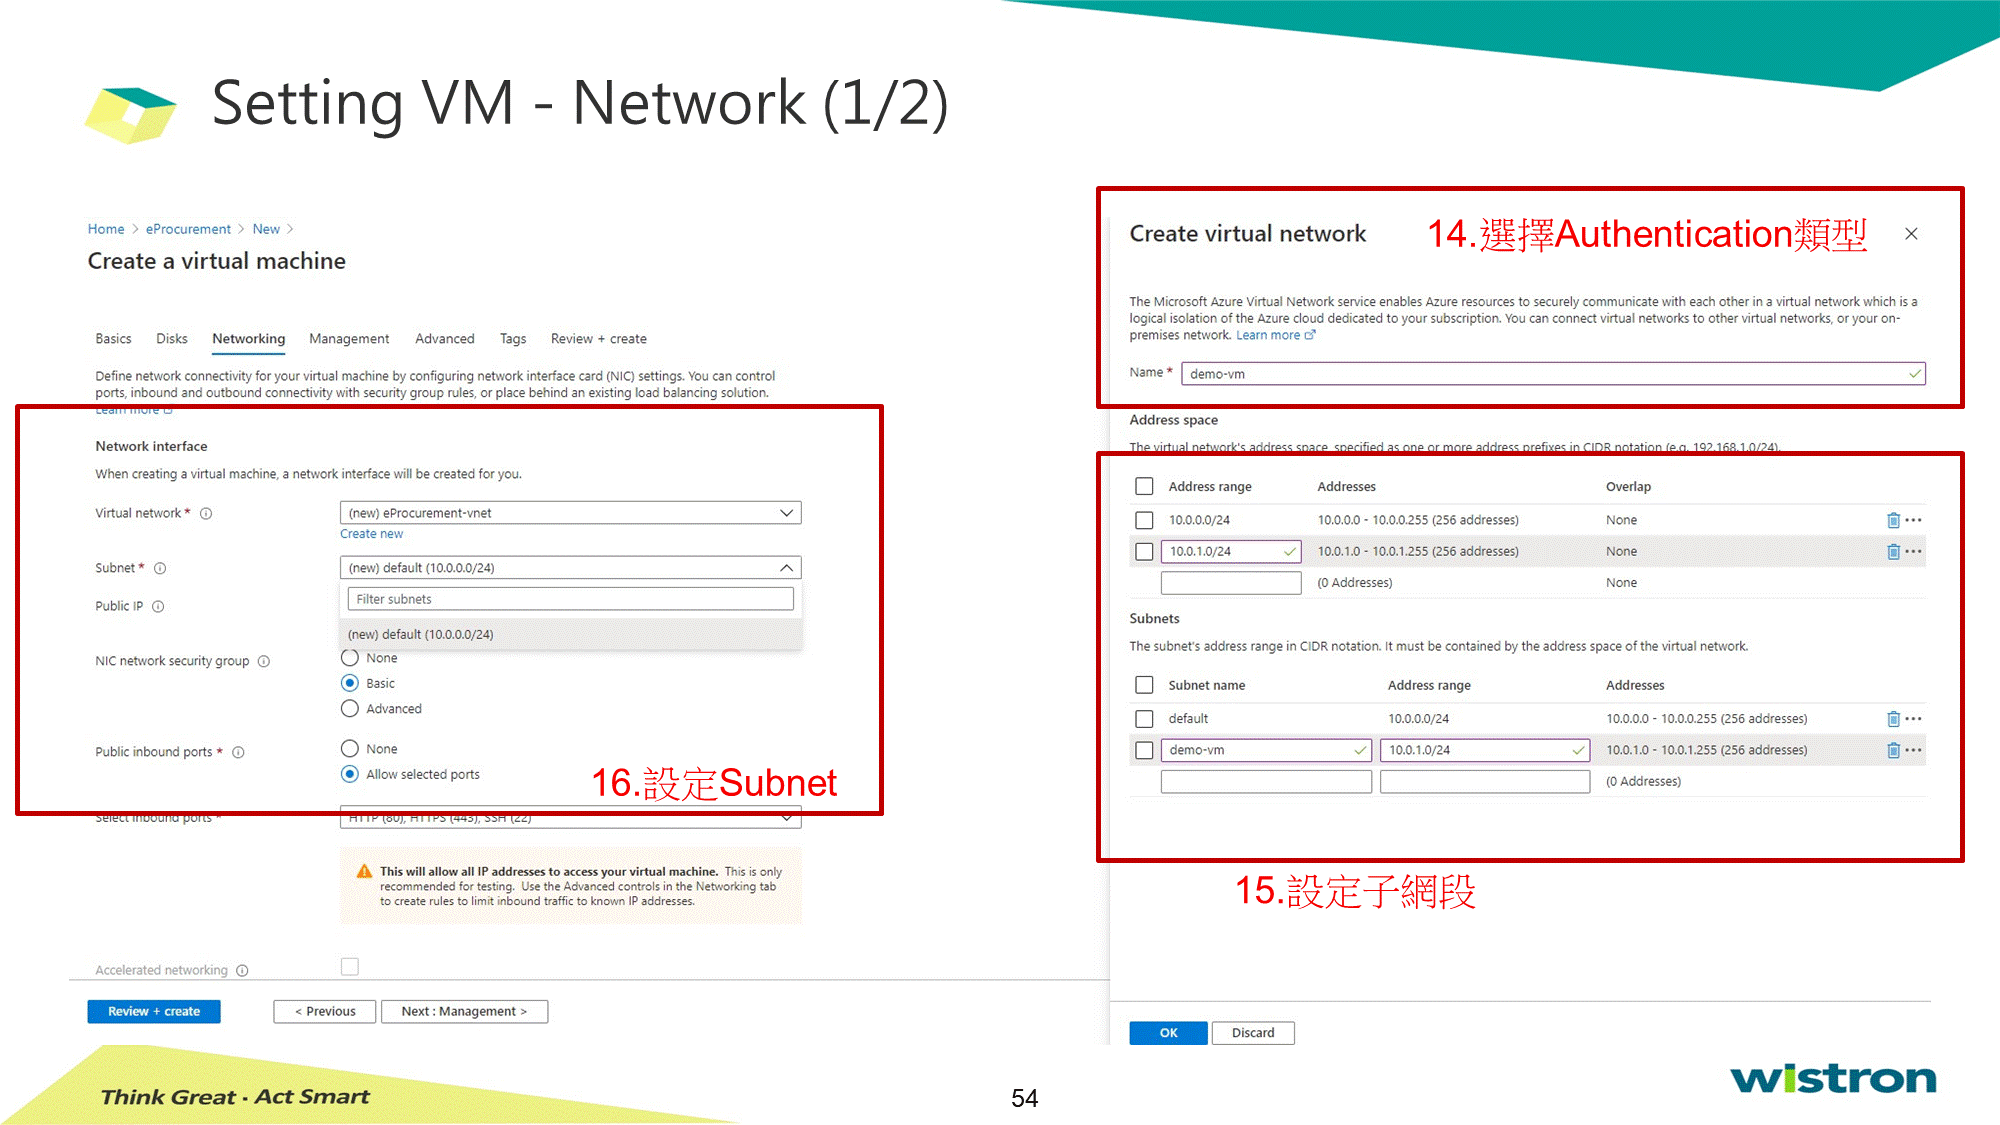 Setting VM - Network (1/2)
Home > eProcurement > New >
Create a virtual machine
Basics Disks Networking Management Advanced Tags Review + create
Define network connectivity for your virtual machine by configuring network interface card (NIC) settings. You can control
ports, inbound and outbound connectivity with security group rules, or place behind an existing load balancing solution.
Learn more
Network interface
When creating a virtual machine, a network interface will be created for you.
Virtual network * (new) eProcurement-vnet
Create new
Subnet * (new) default (10.0.0.0/24)
Filter subnets
Public IP
(new) default (10.0.0.0/24)
NIC network security group None
Basic
Advanced
Public inbound ports * None
Allow selected ports
16.設定Subnet
Select inbound ports * HTTP (80), HTTPS (443), SSH (22)
This will allow all IP addresses to access your virtual machine. This is only
recommended for testing. Use the Advanced controls in the Networking tab
to create rules to limit inbound traffic to known IP addresses.
Accelerated networking
Review + create < Previous Next : Management >
Create virtual network
14.選擇Authentication類型
The Microsoft Azure Virtual Network service enables Azure resources to securely communicate with each other in a virtual network which is a
logical isolation of the Azure cloud dedicated to your subscription. You can connect virtual networks to other virtual networks, or your on-
premises network. Learn more
Name * demo-vm
Address space
The virtual network's address space, specified as one or more address prefixes in CIDR notation (e.g. 192.168.1.0/24).
Address range Addresses Overlap
10.0.0.0/24 10.0.0.0 - 10.0.0.255 (256 addresses) None
10.0.1.0/24 10.0.1.0 - 10.0.1.255 (256 addresses) None
(0 Addresses) None
Subnets
The subnet's address range in CIDR notation. It must be contained by the address space of the virtual network.
Subnet name Address range Addresses
default 10.0.0.0/24 10.0.0.0 - 10.0.0.255 (256 addresses)
demo-vm 10.0.1.0/24 10.0.1.0 - 10.0.1.255 (256 addresses)
(0 Addresses)
15.設定子網段
OK Discard
Think Great · Act Smart
54
wistron